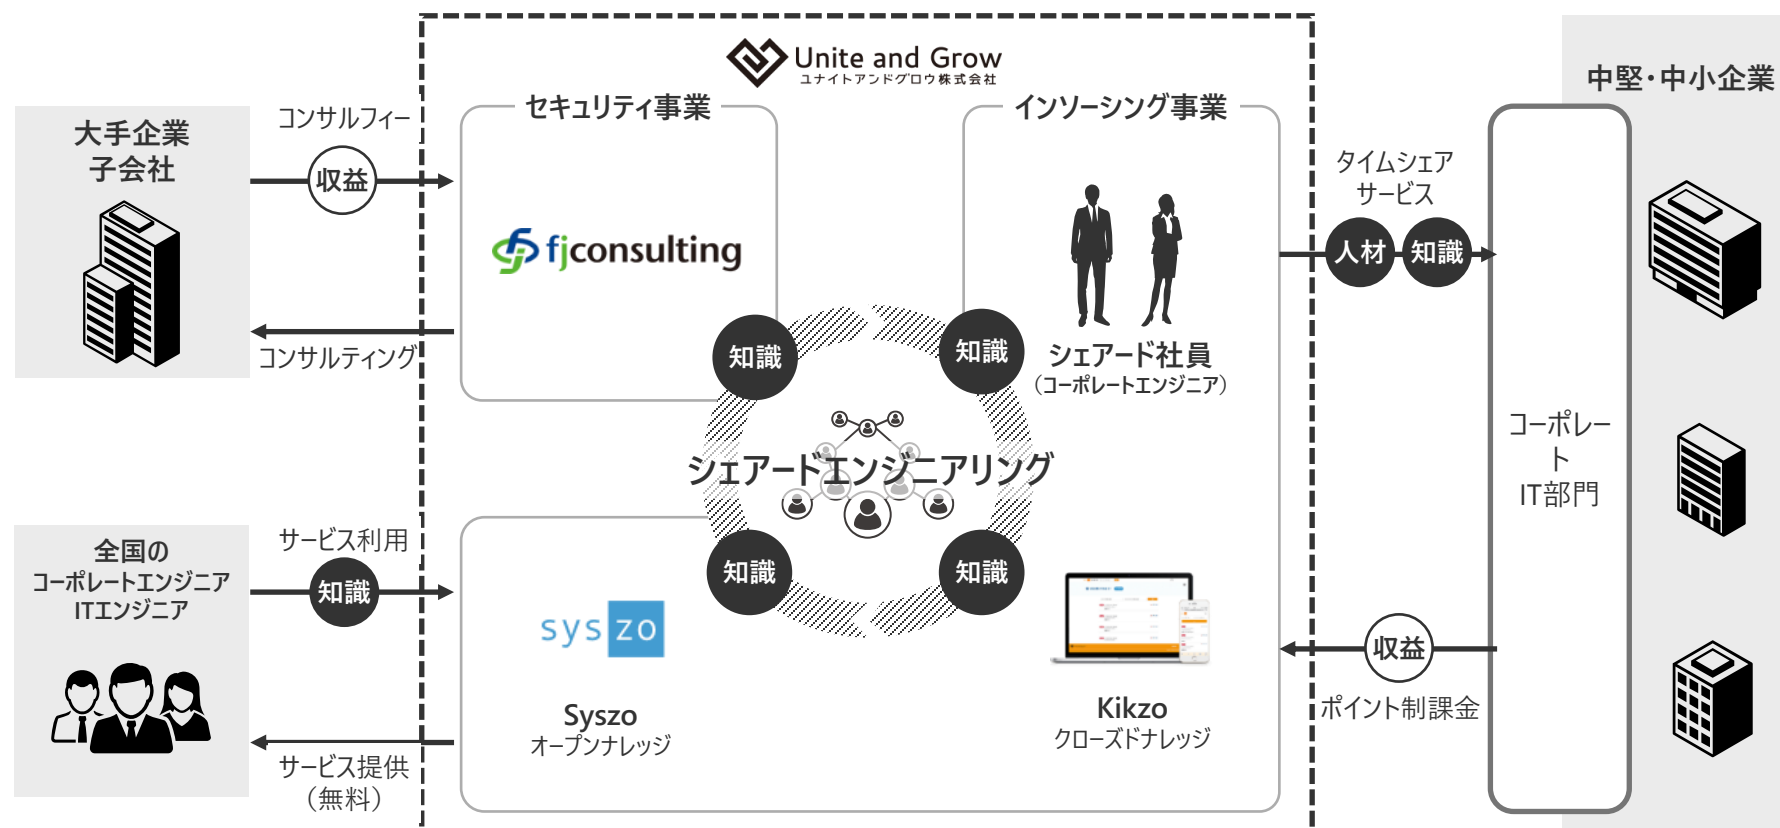 Unite and Grow
ユナイトアンドグロウ株式会社
中堅・中小企業
大手企業
子会社
コンサルフィー
収益
コンサルティング
セキュリティ事業
fjconsulting
インソーシング事業
シェアード社員
（コーポレートエンジニア）
タイムシェア
サービス
人材
知識
コーポレー
ト
IT部門
知識
知識
シェアードエンジニアリング
知識
知識
全国の
コーポレートエンジニア
ITエンジニア
サービス利用
知識
サービス提供
（無料）
sys zo
Syszo
オープンナレッジ
Kikzo
クローズドナレッジ
収益
ポイント制課金